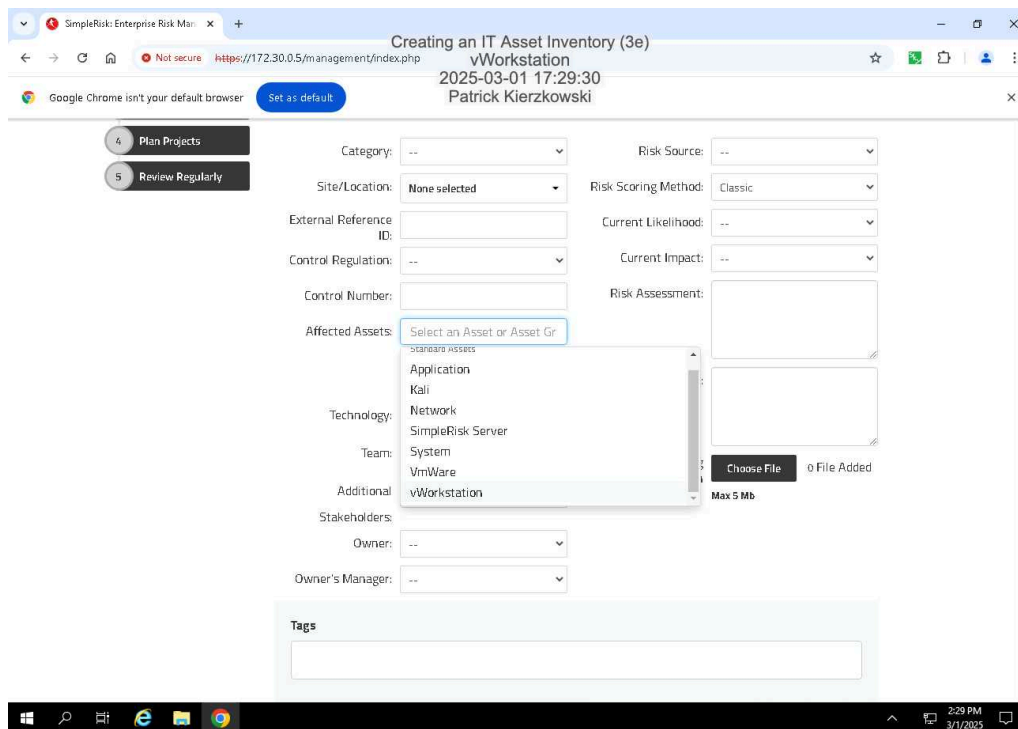 SimpleRisk: Enterprise Risk Man
Creating an IT Asset Inventory (3e)
vWorkstation
2025-03-01 17:29:30
Patrick Kierzkowski
Not secure https://172.30.0.5/management/index.php
Google Chrome isn't your default browser Set as default
4 Plan Projects
5 Review Regularly
Category: --
Risk Source: --
Site/Location: None selected
Risk Scoring Method: Classic
External Reference
ID:
Current Likelihood: --
Control Regulation: --
Current Impact: --
Control Number:
Risk Assessment:
Affected Assets: Select an Asset or Asset Gr
Standard Assets
Application
Kali
Network
SimpleRisk Server
System
VmWare
vWorkstation
Technology:
Team:
Additional
Stakeholders:
Choose File 0 File Added
Max 5 Mb
Owner: --
Owner's Manager: --
Tags
2:29 PM
3/1/2025